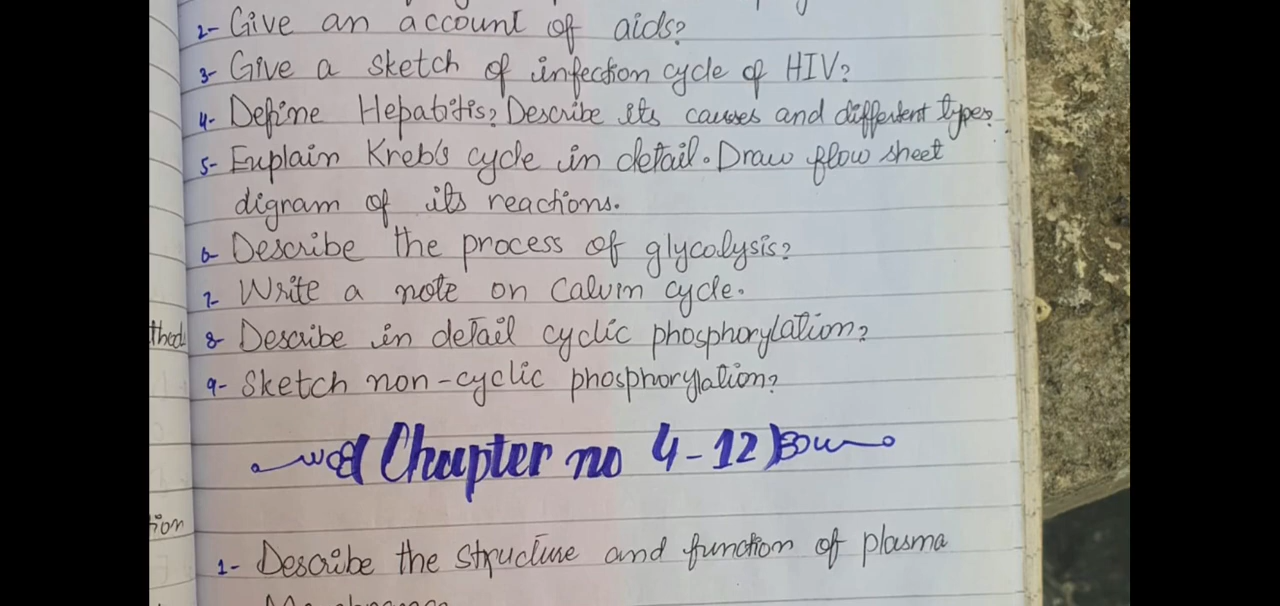 2- Give an account of aids?
3- Give a sketch of infection cycle of HIV?
4- Define Hepatitis? Describe its causes and different types?
5- Explain Kreb's cycle in detail. Draw flow sheet
digram of its reactions.
6- Describe the process of glycolysis?
7- Write a note on Calvin cycle.
thed
8- Describe in detail cyclic phosphorylation?
9- Sketch non-cyclic phosphorylation?
Chapter no 4-12
tion
1- Describe the structure and function of plasma